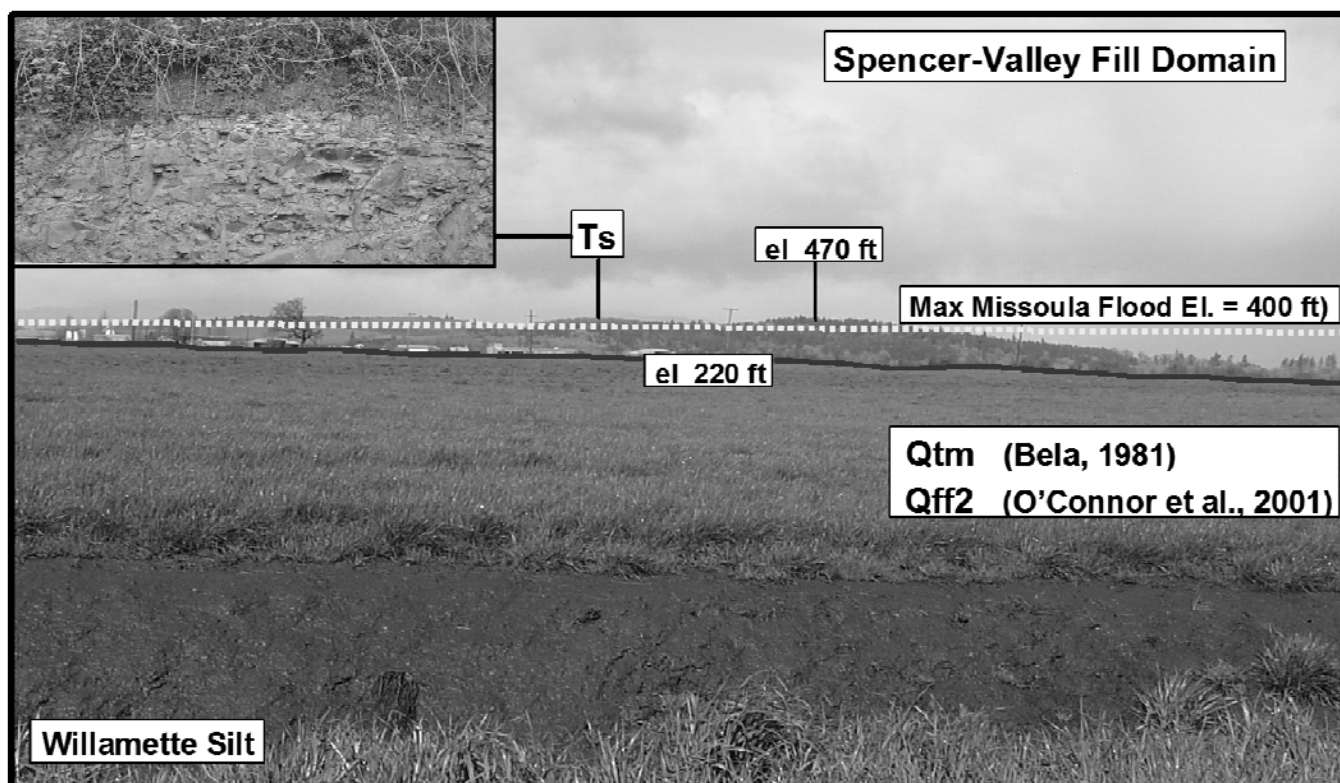 Spencer-Valley Fill Domain
Ts
el 470 ft
Max Missoula Flood El. = 400 ft)
el 220 ft
Qtm (Bela, 1981)
Qff2 (O'Connor et al., 2001)
Willamette Silt